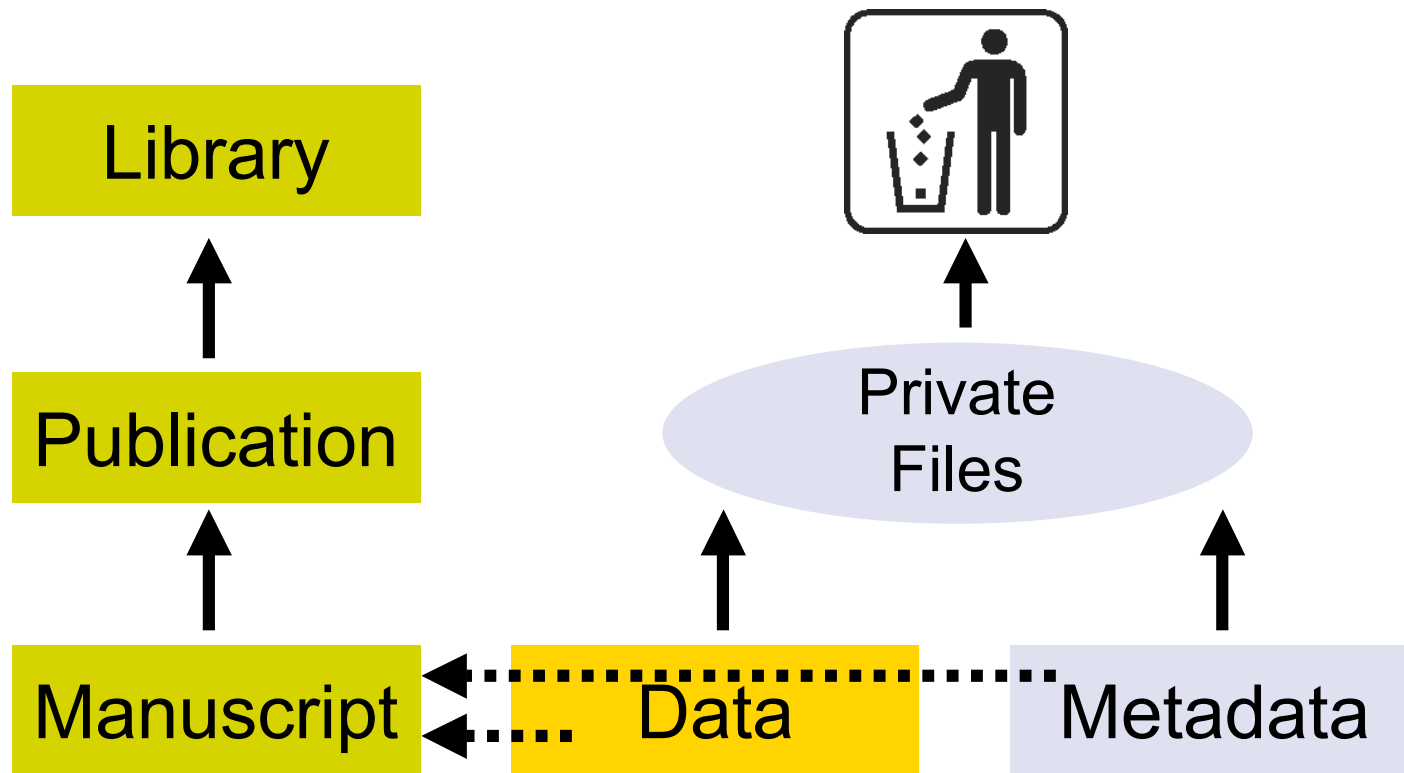 Library
Private
Files
Publication
Manuscript
Data
Metadata